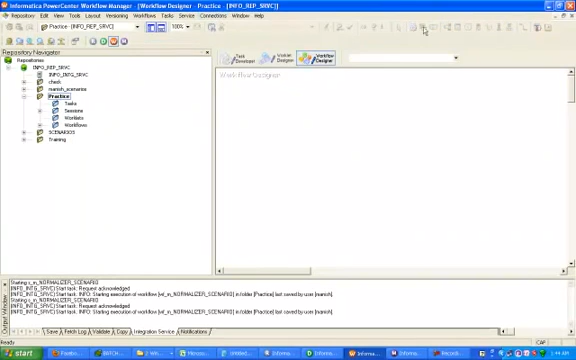 Informatica PowerCenter Workflow Manager - [Workflow Designer - Practice - [INFO_REP_SRVC]]
Repository Edit View Tools Layout Versioning Workflows Tasks Service Connections Window Help
Practice - [INFO_REP_SRVC]
100%
Repository Navigator
Repositories
INFO_REP_SRVC
INFO_INTG_SRVC
check
manish_scenarios
Practice
Tasks
Sessions
Worklets
Workflows
SCENARIOS
Training
Task Developer
Worklet Designer
Workflow Designer
Workflow Designer
Starting s_m_NORMALIZER_SCENARIO
[INFO_INTG_SRVC] Start task: Request acknowledged
[INFO_INTG_SRVC] Start task: INFO: Starting execution of workflow [wf_m_NORMALIZER_SCENARIO] in folder [Practice] last saved by user [manish].
Starting s_m_NORMALIZER_SCENARIO
[INFO_INTG_SRVC] Start task: Request acknowledged
[INFO_INTG_SRVC] Start task: INFO: Starting execution of workflow [wf_m_NORMALIZER_SCENARIO] in folder [Practice] last saved by user [manish].
Output Window
Save Fetch Log Validate Copy Integration Service Notifications
Ready
CAP
start